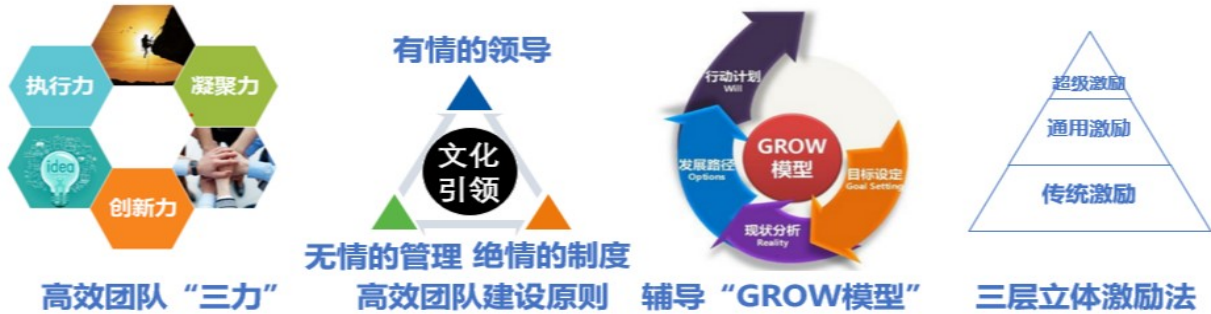 执行力
凝聚力
idea
创新力
高效团队“三力”
有情的领导
文化
引领
无情的管理 绝情的制度
高效团队建设原则
行动计划
Will
发展路径
Options
GROW
模型
目标设定
Goal Setting
现状分析
Reality
辅导“GROW模型”
超级激励
通用激励
传统激励
三层立体激励法